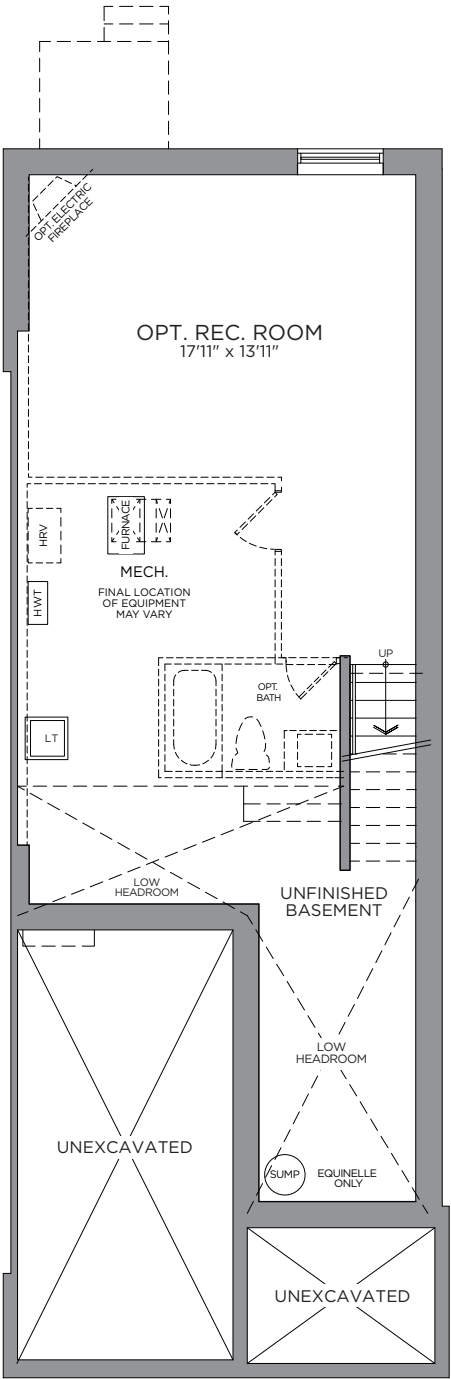 OPT. ELECTRIC
FIREPLACE
OPT. REC. ROOM
17'11" x 13'11"
HRV
FURNACE
MECH.
FINAL LOCATION
OF EQUIPMENT
MAY VARY
HWT
UP
OPT.
BATH
LT
LOW
HEADROOM
UNFINISHED
BASEMENT
LOW
HEADROOM
UNEXCAVATED
SUMP
EQUINELLE
ONLY
UNEXCAVATED